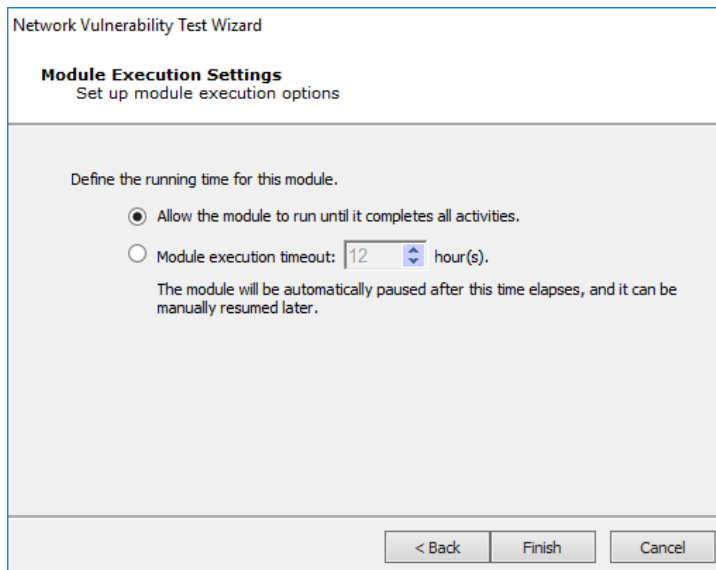 Network Vulnerability Test Wizard
Module Execution Settings
Set up module execution options
Define the running time for this module.
Allow the module to run until it completes all activities.
Module execution timeout: 12 hour(s).
The module will be automatically paused after this time elapses, and it can be
manually resumed later.
< Back Finish Cancel